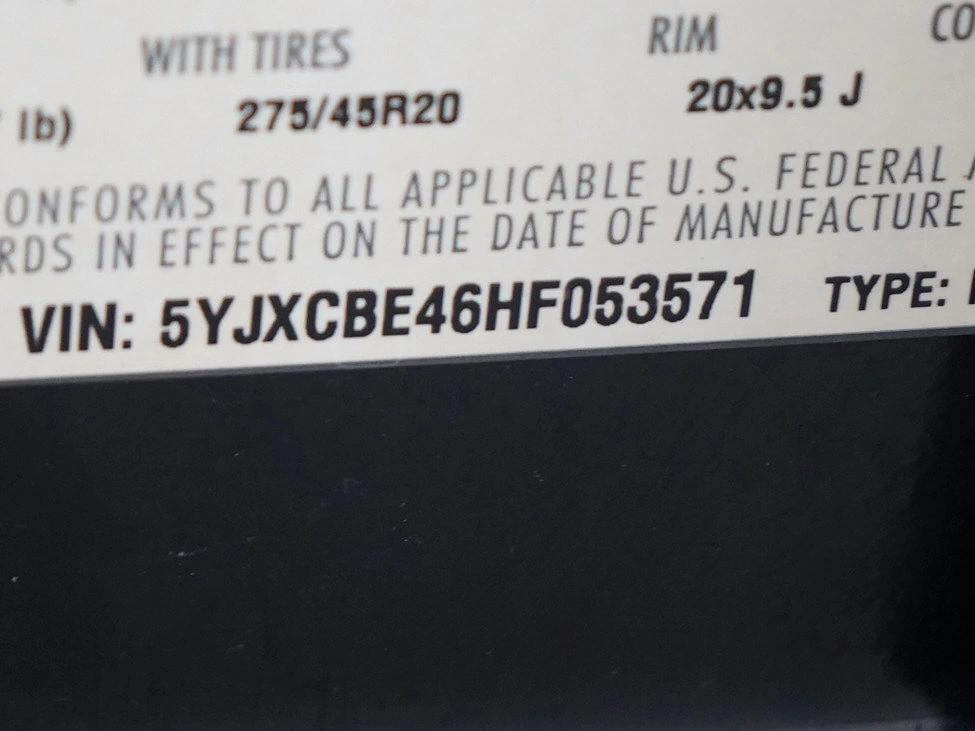 WITH TIRES RIM CO
lb) 275/45R20 20x9.5 J
ONFORMS TO ALL APPLICABLE U.S. FEDERAL
RDS IN EFFECT ON THE DATE OF MANUFACTURE
VIN: 5YJXCBE46HF053571 TYPE: